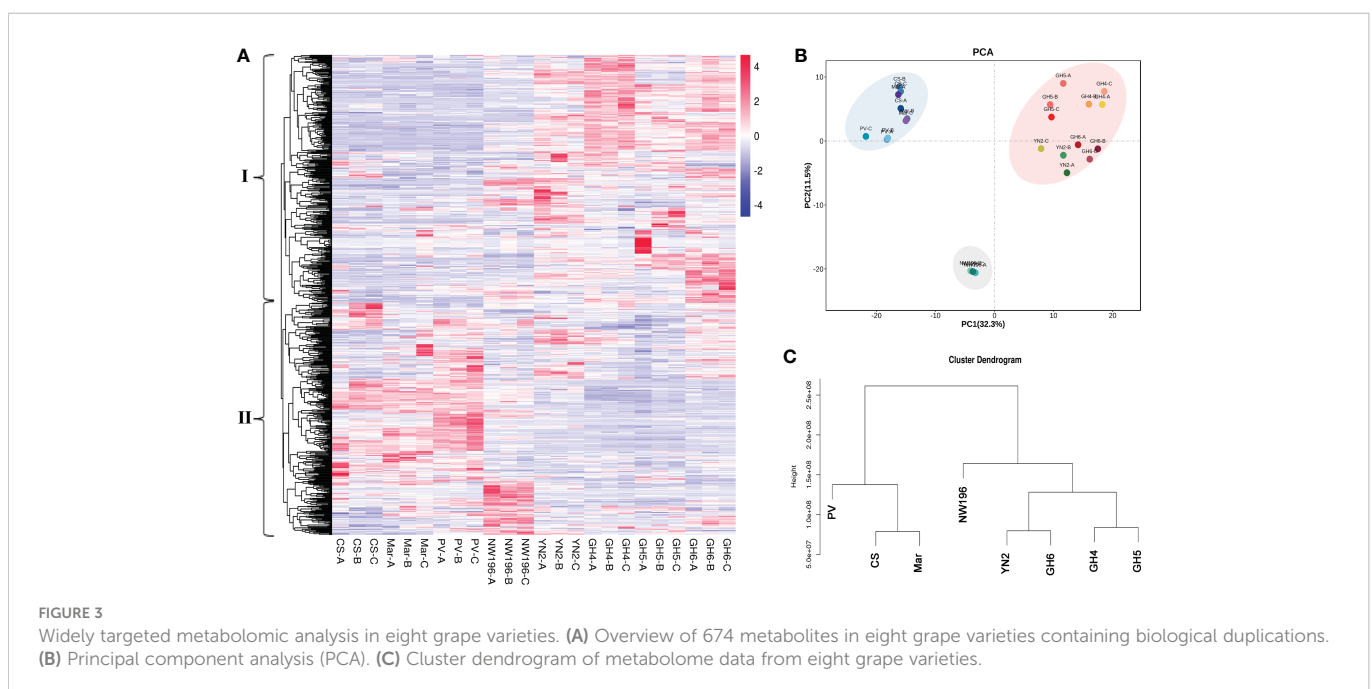 A
I
II
4
2
0
-2
-4
CS-A
CS-B
CS-C
Mar-A
Mar-B
Mar-C
PV-A
PV-B
PV-C
NW196-A
NW196-B
NW196-C
YN2-A
YN2-B
YN2-C
GH4-A
GH4-B
GH4-C
GH5-A
GH5-B
GH5-C
GH6-A
GH6-B
GH6-C
B
PCA
PC2(11.5%)
10
0
-10
-20
CS-B
CS-A
PV-C
GH5-A
GH4-C
GH5-B
GH4-B
GH4-A
GH5-C
GH6-A
GH6-B
YN2-C
YN2-B
YN2-A
-20
-10
0
10
20
PC1(32.3%)
C
Cluster Dendrogram
Height
2.5e+08
2.0e+08
1.5e+08
1.0e+08
5.0e+07
PV
CS
Mar
NW196
YN2
GH6
GH4
GH5
FIGURE 3
Widely targeted metabolomic analysis in eight grape varieties. (A) Overview of 674 metabolites in eight grape varieties containing biological duplications.
(B) Principal component analysis (PCA). (C) Cluster dendrogram of metabolome data from eight grape varieties.